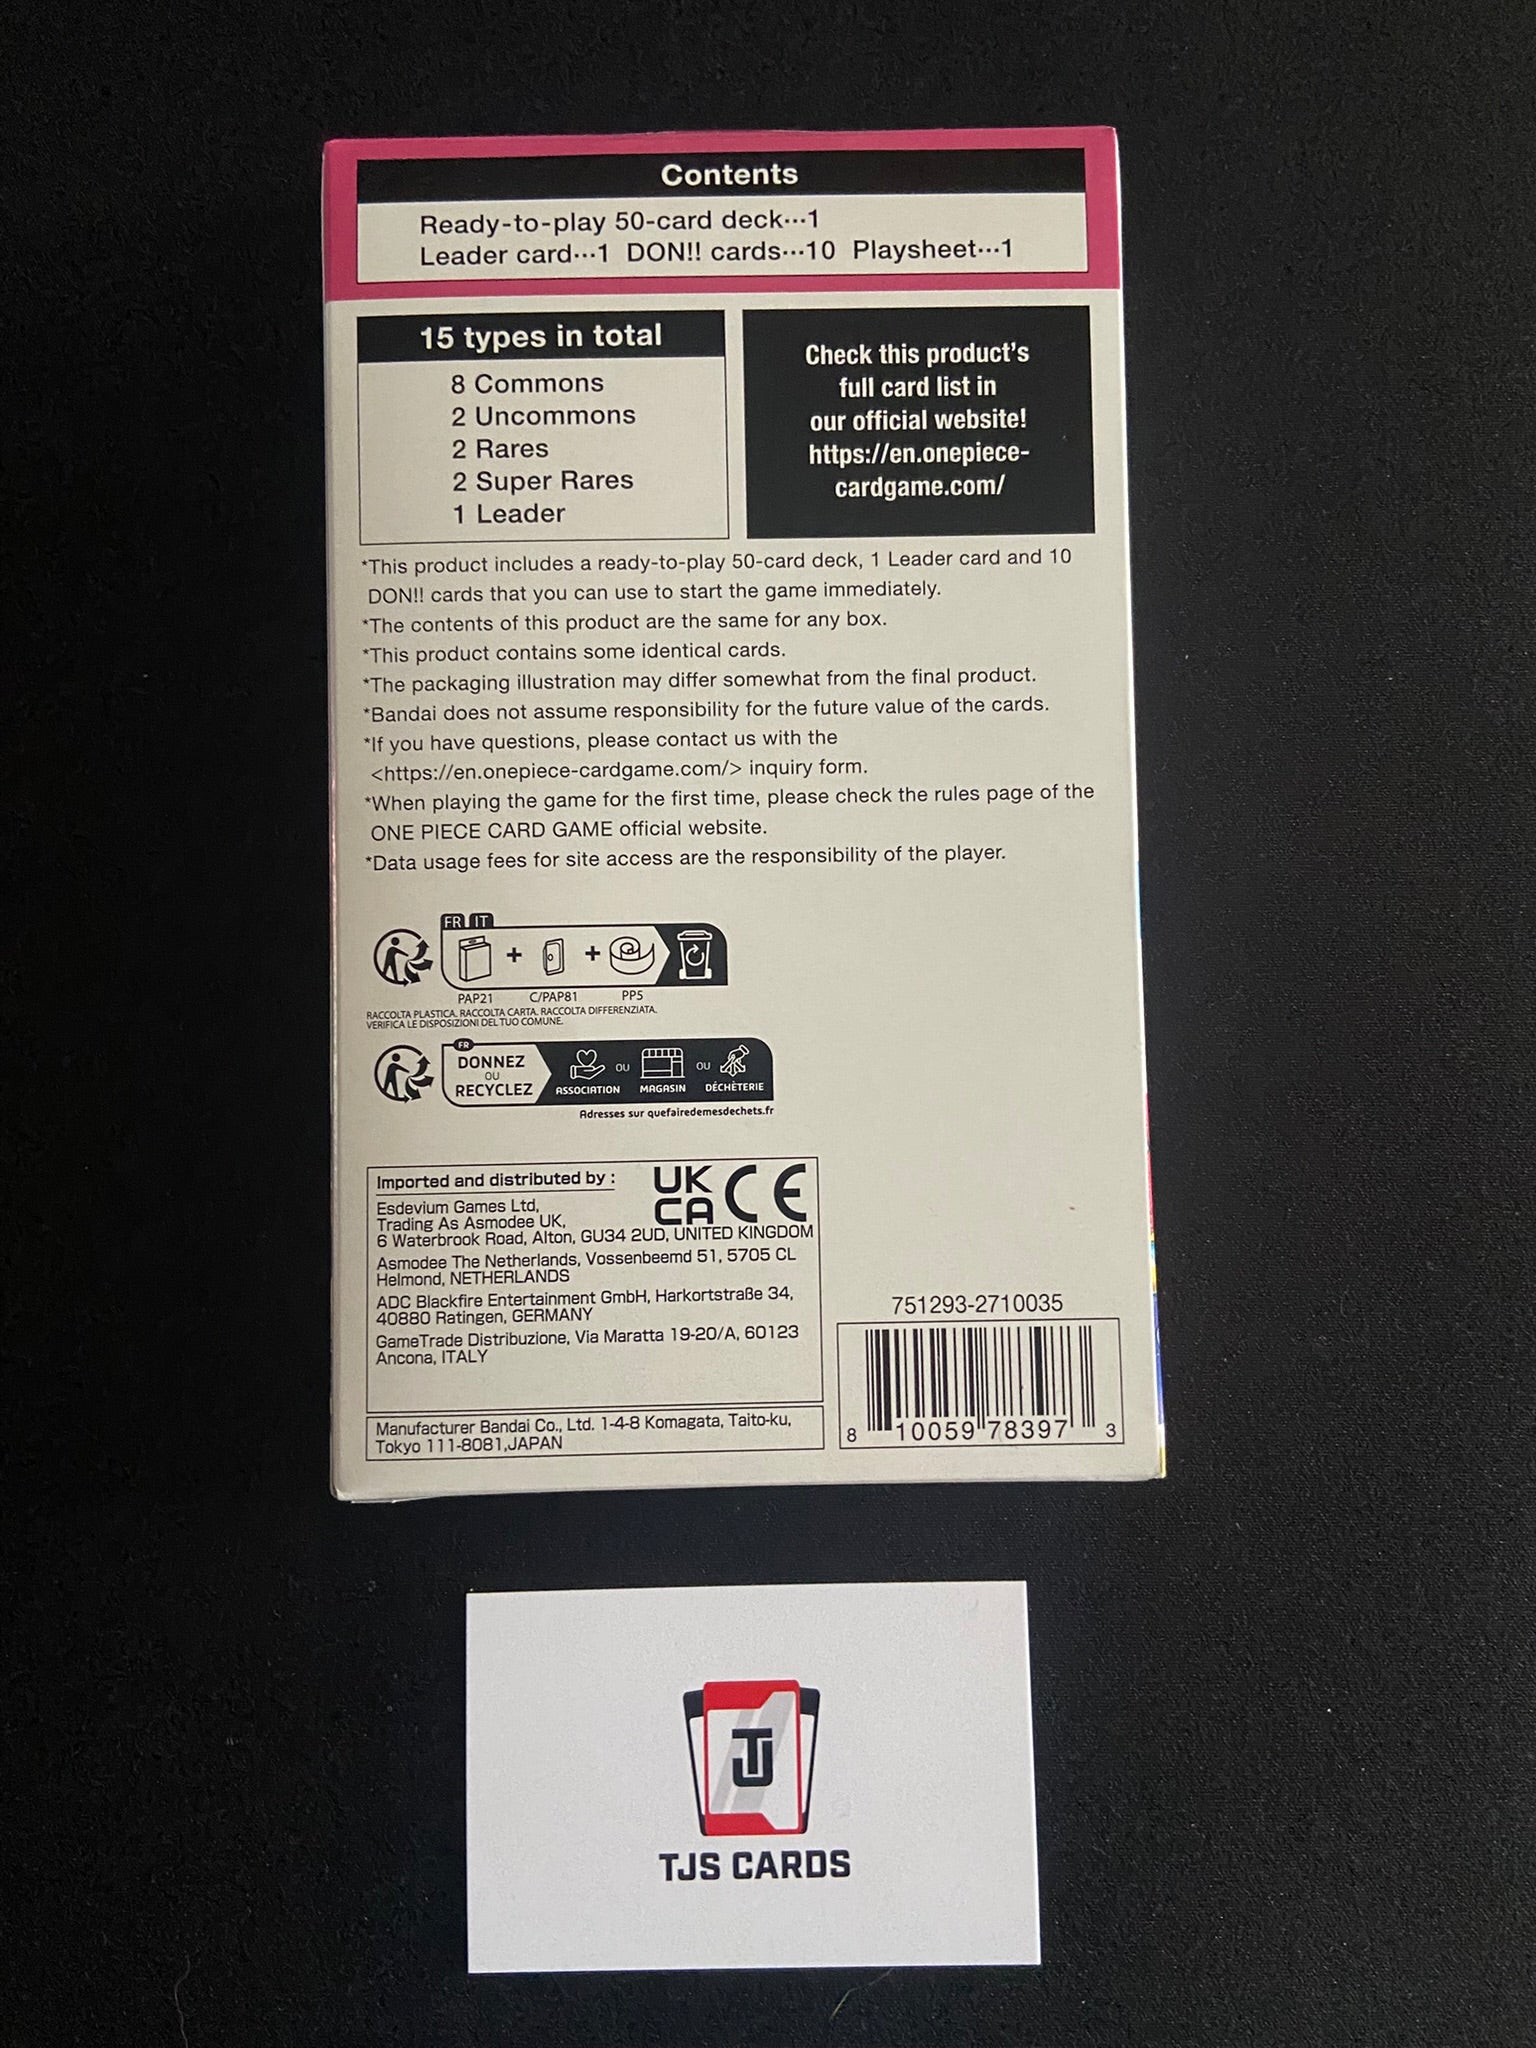 Contents
Ready-to-play 50-card deck···1
Leader card···1 DON!! cards···10 Playsheet···1
15 types in total
8 Commons
2 Uncommons
2 Rares
2 Super Rares
1 Leader
Check this product's
full card list in
our official website!
https://en.onepiece-
cardgame.com/
*This product includes a ready-to-play 50-card deck, 1 Leader card and 10
DON!! cards that you can use to start the game immediately.
*The contents of this product are the same for any box.
*This product contains some identical cards.
*The packaging illustration may differ somewhat from the final product.
*Bandai does not assume responsibility for the future value of the cards.
*If you have questions, please contact us with the
<https://en.onepiece-cardgame.com/> inquiry form.
*When playing the game for the first time, please check the rules page of the
ONE PIECE CARD GAME official website.
*Data usage fees for site access are the responsibility of the player.
FR IT
+ +
PAP21 C/PAP81 PP5
RACCOLTA PLASTICA. RACCOLTA CARTA. RACCOLTA DIFFERENZIATA.
VERIFICA LE DISPOSIZIONI DEL TUO COMUNE.
FR
DONNEZ
OU
RECYCLEZ
ASSOCIATION OU MAGASIN OU DÉCHÈTERIE
Adresses sur quefairedemesdechets.fr
Imported and distributed by :
UK
CA
CE
Esdevium Games Ltd,
Trading As Asmodee UK,
6 Waterbrook Road, Alton, GU34 2UD, UNITED KINGDOM
Asmodee The Netherlands, Vossenbeemd 51, 5705 CL
Helmond, NETHERLANDS
ADC Blackfire Entertainment GmbH, Harkortstraße 34,
40880 Ratingen, GERMANY
GameTrade Distribuzione, Via Maratta 19-20/A, 60123
Ancona, ITALY
Manufacturer Bandai Co., Ltd. 1-4-8 Komagata, Taito-ku,
Tokyo 111-8081,JAPAN
751293-2710035
8 10059 78397 3
TJ
TJS CARDS